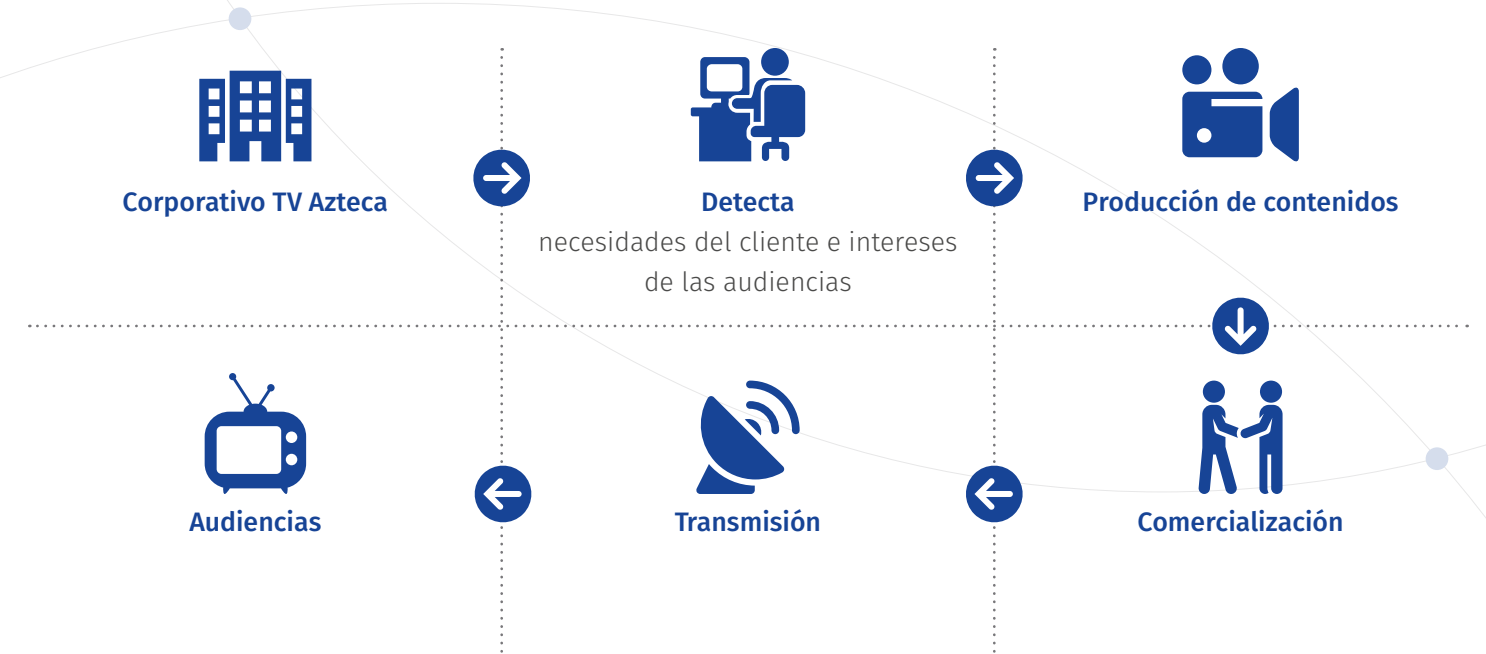 Corporativo TV Azteca
Detecta
necesidades del cliente e intereses
de las audiencias
Producción de contenidos
Audiencias
Transmisión
Comercialización